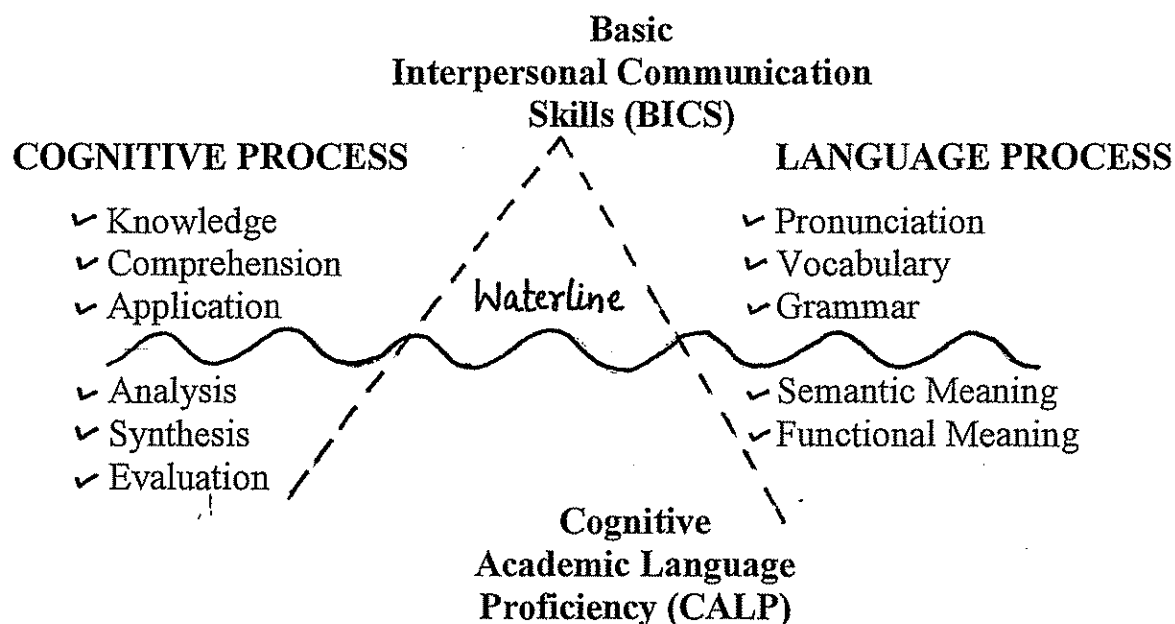 Basic
Interpersonal Communication
Skills (BICS)
COGNITIVE PROCESS
Knowledge
Comprehension
Application
LANGUAGE PROCESS
Pronunciation
Vocabulary
Grammar
Waterline
Analysis
Synthesis
Evaluation
Semantic Meaning
Functional Meaning
Cognitive
Academic Language
Proficiency (CALP)